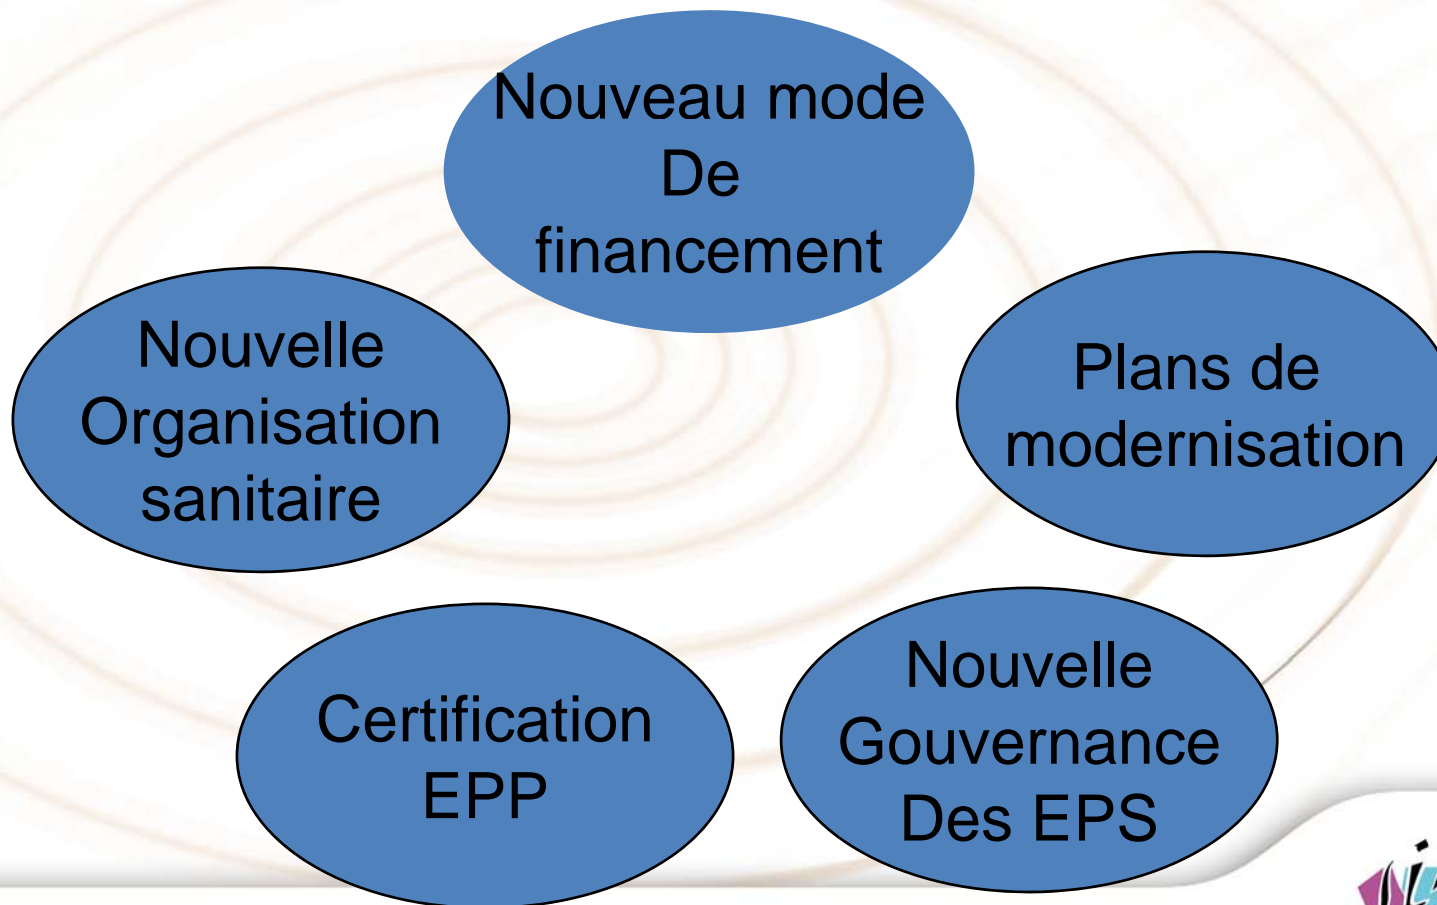 Nouveau mode
De
financement
Nouvelle
Organisation
sanitaire
Plans de
modernisation
Certification
EPP
Nouvelle
Gouvernance
Des EPS